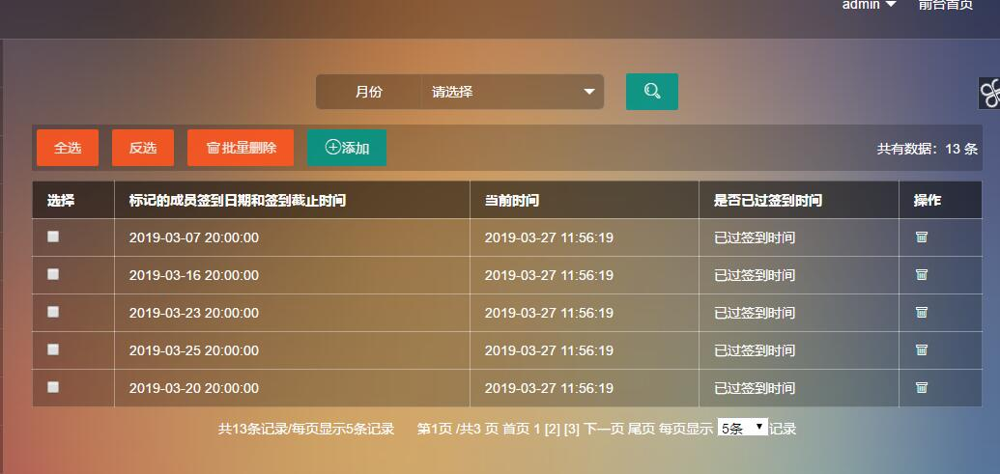 admin 前台首页
月份 请选择
全选 反选 批量删除 添加 共有数据：13 条
选择 标记的成员签到日期和签到截止时间 当前时间 是否已过签到时间 操作
2019-03-07 20:00:00 2019-03-27 11:56:19 已过签到时间
2019-03-16 20:00:00 2019-03-27 11:56:19 已过签到时间
2019-03-23 20:00:00 2019-03-27 11:56:19 已过签到时间
2019-03-25 20:00:00 2019-03-27 11:56:19 已过签到时间
2019-03-20 20:00:00 2019-03-27 11:56:19 已过签到时间
共13条记录/每页显示5条记录 第1页 /共3 页 首页 1 [2] [3] 下一页 尾页 每页显示 5条 记录